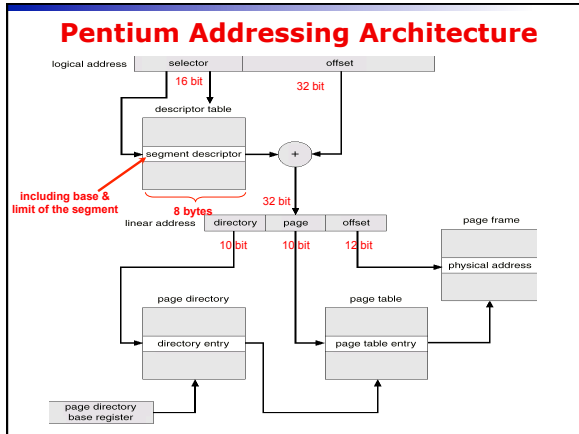 Pentium Addressing Architecture
logical address
selector
offset
16 bit
32 bit
descriptor table
segment descriptor
+
including base &
limit of the segment
8 bytes
32 bit
linear address
directory
page
offset
10 bit
10 bit
12 bit
page frame
physical address
page directory
page table
directory entry
page table entry
page directory
base register